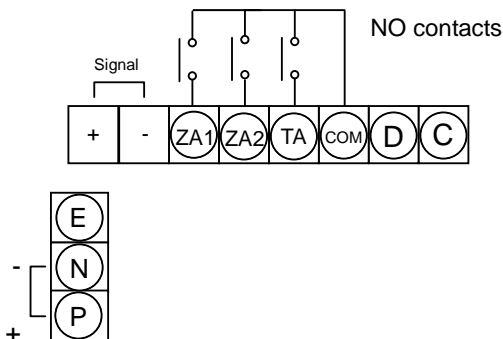 NO contacts
Signal
+ - ZA1 ZA2 TA COM D C
E
- N
P
+